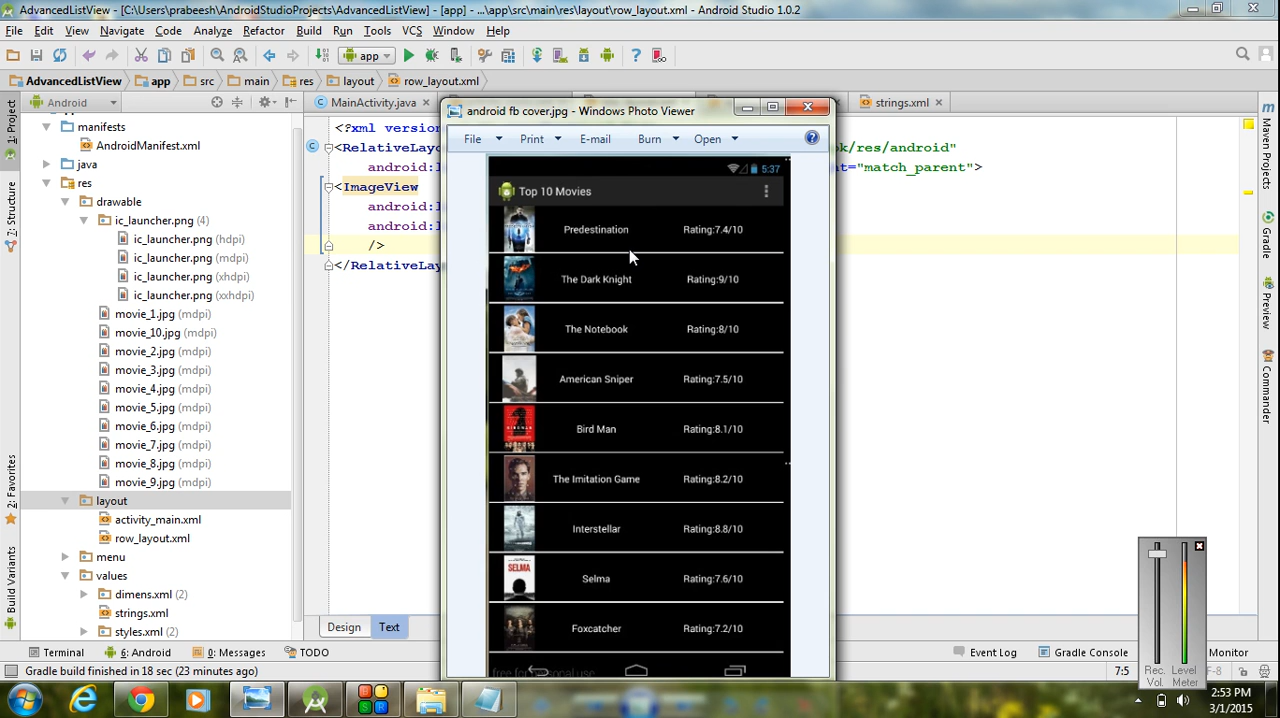 AdvancedListView - [C:\Users\prabeesh\AndroidStudioProjects\AdvancedListView] - [app] - ...\app\src\main\res\layout\row_layout.xml - Android Studio 1.0.2
File Edit View Navigate Code Analyze Refactor Build Run Tools VCS Window Help
app
AdvancedListView app src main res layout row_layout.xml
1: Project
2: Structure
2: Favorites
Build Variants
Android
manifests
AndroidManifest.xml
java
res
drawable
ic_launcher.png (4)
ic_launcher.png (hdpi)
ic_launcher.png (mdpi)
ic_launcher.png (xhdpi)
ic_launcher.png (xxhdpi)
movie_1.jpg (mdpi)
movie_10.jpg (mdpi)
movie_2.jpg (mdpi)
movie_3.jpg (mdpi)
movie_4.jpg (mdpi)
movie_5.jpg (mdpi)
movie_6.jpg (mdpi)
movie_7.jpg (mdpi)
movie_8.jpg (mdpi)
movie_9.jpg (mdpi)
layout
activity_main.xml
row_layout.xml
menu
values
dimens.xml (2)
strings.xml
styles.xml (2)
MainActivity.java
strings.xml
<?xml version
<RelativeLayo k/res/android"
android:l t="match_parent">
<ImageView
android:l
android:l
/>
</RelativeLayo
android fb cover.jpg - Windows Photo Viewer
File Print E-mail Burn Open
5:37
Top 10 Movies
Predestination Rating:7.4/10
The Dark Knight Rating:9/10
The Notebook Rating:8/10
American Sniper Rating:7.5/10
Bird Man Rating:8.1/10
The Imitation Game Rating:8.2/10
Interstellar Rating:8.8/10
SELMA
Selma Rating:7.6/10
Foxcatcher Rating:7.2/10
free for personal use
Maven Projects
Gradle
Preview
Commander
Design Text
Terminal 6: Android 0: Messages TODO Event Log Gradle Console Monitor
Gradle build finished in 18 sec (23 minutes ago) 7:5
Rec. Level
Vol. Meter
2:53 PM
3/1/2015